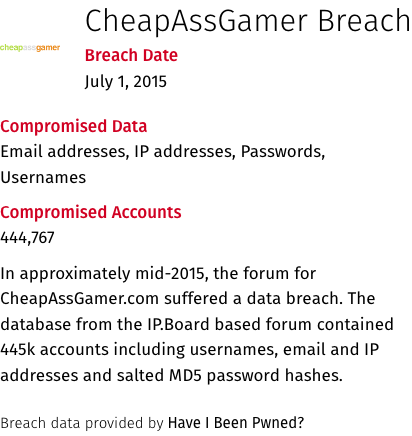 CheapAssGamer Breach
cheapassgamer
Breach Date
July 1, 2015
Compromised Data
Email addresses, IP addresses, Passwords,
Usernames
Compromised Accounts
444,767
In approximately mid-2015, the forum for
CheapAssGamer.com suffered a data breach. The
database from the IP.Board based forum contained
445k accounts including usernames, email and IP
addresses and salted MD5 password hashes.
Breach data provided by Have I Been Pwned?